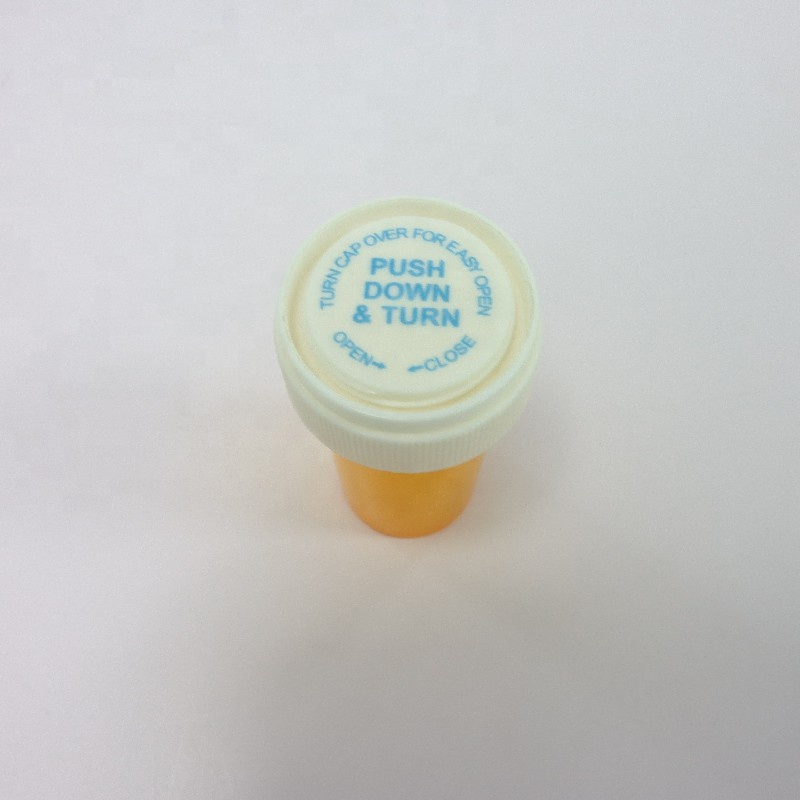 TURN CAP OVER FOR EASY OPEN
PUSH
DOWN
& TURN
OPEN→ ←CLOSE